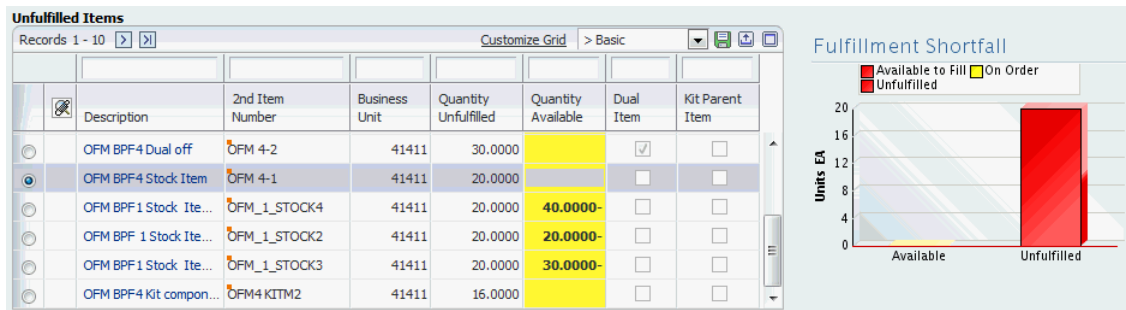 Unfulfilled Items
Records 1 - 10 Customize Grid > Basic
Description 2nd Item Number Business Unit Quantity Unfulfilled Quantity Available Dual Item Kit Parent Item
OFM BPF4 Dual off OFM 4-2 41411 30.0000
OFM BPF4 Stock Item OFM 4-1 41411 20.0000
OFM BPF1 Stock Ite... OFM_1_STOCK4 41411 20.0000 40.0000-
OFM BPF 1 Stock Ite... OFM_1_STOCK2 41411 20.0000 20.0000-
OFM BPF1 Stock Ite... OFM_1_STOCK3 41411 20.0000 30.0000-
OFM BPF4 Kit compon... OFM4 KITM2 41411 16.0000
Fulfillment Shortfall
Available to Fill On Order
Unfulfilled
Units EA
20
16
12
8
4
0
Available Unfulfilled